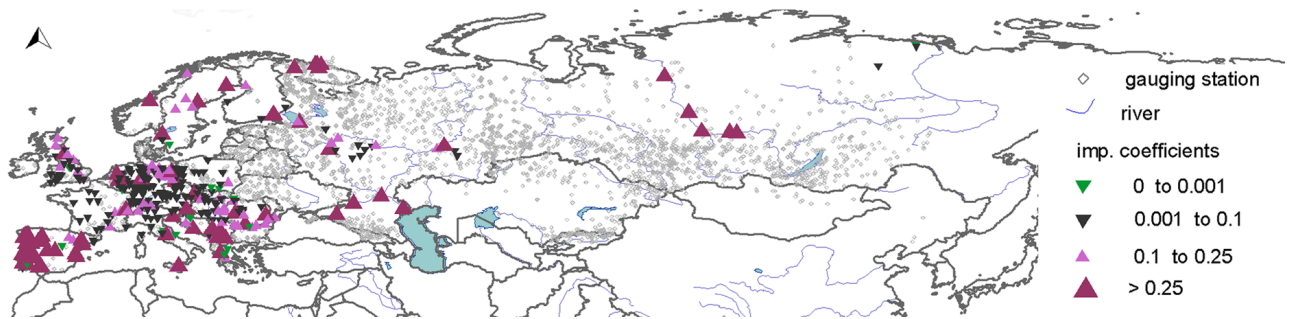 gauging station
river
imp. coefficients
0 to 0.001
0.001 to 0.1
0.1 to 0.25
> 0.25